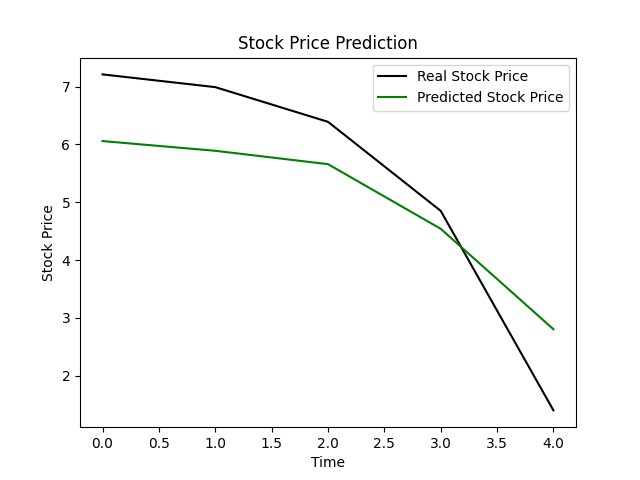 Stock Price Prediction
Real Stock Price
Predicted Stock Price
Stock Price
7
6
5
4
3
2
0.0 0.5 1.0 1.5 2.0 2.5 3.0 3.5 4.0
Time